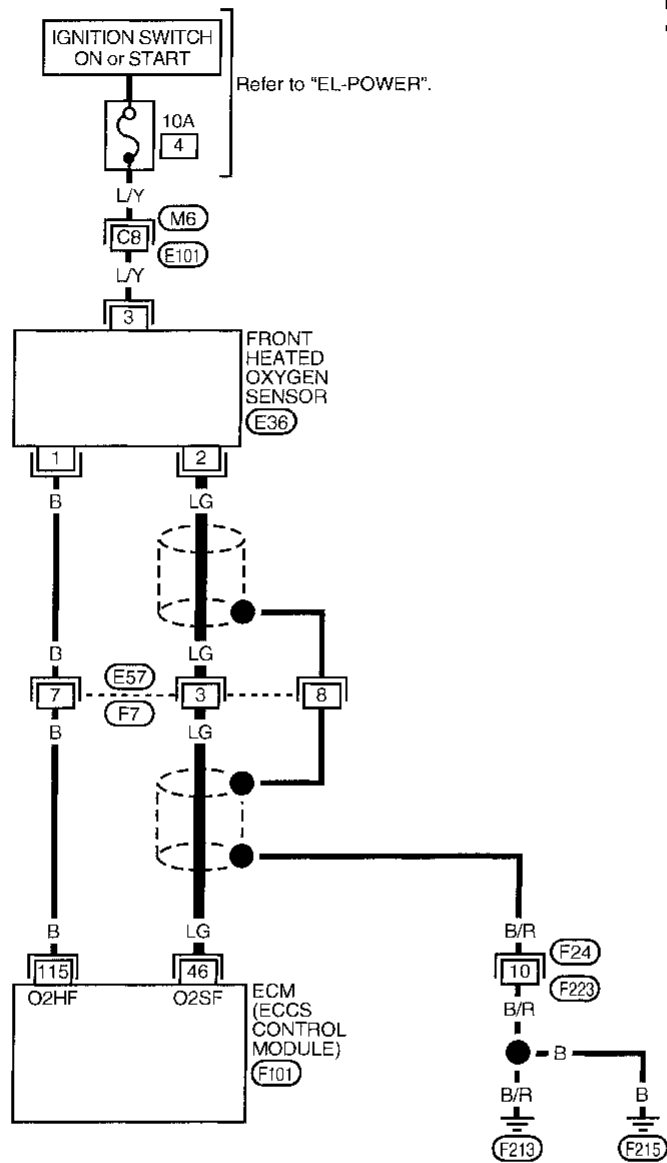 IGNITION SWITCH
ON or START
Refer to "EL-POWER".
10A
4
L/Y
M6
C8
E101
L/Y
3
FRONT
HEATED
OXYGEN
SENSOR
E36
1
2
B
LG
B
LG
E57
7
3
8
F7
B
LG
B
LG
B/R
F24
115
46
10
O2HF
O2SF
ECM
(ECCS
CONTROL
MODULE)
F223
B/R
F101
B
B/R
B
F213
F215